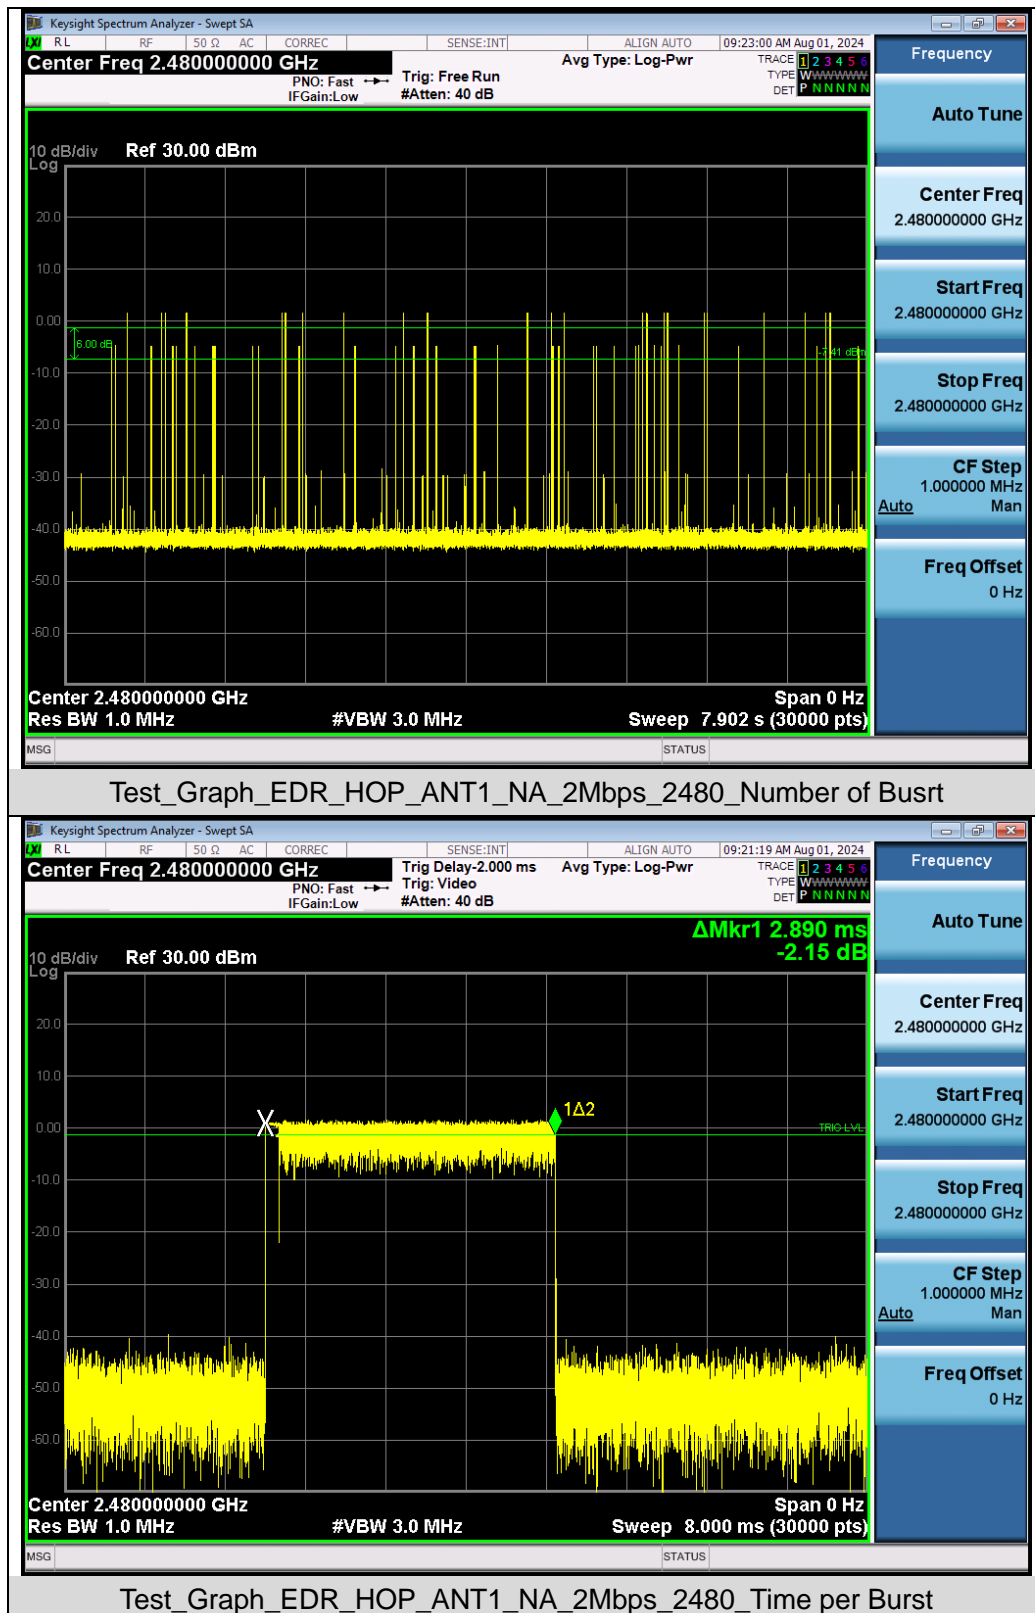 Keysight Spectrum Analyzer - Swept SA
LXI RL RF 50 Ω AC CORREC SENSE:INT ALIGN AUTO 09:23:00 AM Aug 01, 2024
Center Freq 2.480000000 GHz Avg Type: Log-Pwr TRACE 1 2 3 4 5 6
PNO: Fast Trig: Free Run TYPE WWWWWW
IFGain:Low #Atten: 40 dB DET P N N N N N
Frequency
Auto Tune
Center Freq
2.480000000 GHz
Start Freq
2.480000000 GHz
Stop Freq
2.480000000 GHz
CF Step
1.000000 MHz
Auto Man
Freq Offset
0 Hz
10 dB/div Ref 30.00 dBm
Log
20.0
10.0
0.00
6.00 dB
-7.41 dBm
-10.0
-20.0
-30.0
-40.0
-50.0
-60.0
Center 2.480000000 GHz Span 0 Hz
Res BW 1.0 MHz #VBW 3.0 MHz Sweep 7.902 s (30000 pts)
MSG STATUS
Test_Graph_EDR_HOP_ANT1_NA_2Mbps_2480_Number of Busrt
Keysight Spectrum Analyzer - Swept SA
LXI RL RF 50 Ω AC CORREC SENSE:INT ALIGN AUTO 09:21:19 AM Aug 01, 2024
Center Freq 2.480000000 GHz Trig Delay-2.000 ms Avg Type: Log-Pwr TRACE 1 2 3 4 5 6
PNO: Fast Trig: Video TYPE WWWWWW
IFGain:Low #Atten: 40 dB DET P N N N N N
Frequency
Auto Tune
Center Freq
2.480000000 GHz
Start Freq
2.480000000 GHz
Stop Freq
2.480000000 GHz
CF Step
1.000000 MHz
Auto Man
Freq Offset
0 Hz
ΔMkr1 2.890 ms
-2.15 dB
10 dB/div Ref 30.00 dBm
Log
20.0
10.0
1Δ2
0.00
TRIG LVL
-10.0
-20.0
-30.0
-40.0
-50.0
-60.0
Center 2.480000000 GHz Span 0 Hz
Res BW 1.0 MHz #VBW 3.0 MHz Sweep 8.000 ms (30000 pts)
MSG STATUS
Test_Graph_EDR_HOP_ANT1_NA_2Mbps_2480_Time per Burst